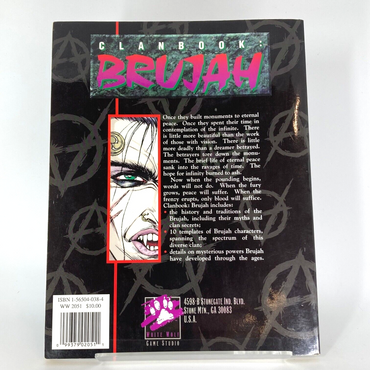 CLANBOOK:
BRUJAH
Once they built monuments to eternal
peace. Once they spent their time in
contemplation of the infinite. There
is little more beautiful than the work
of those with vision. There is little
more deadly than a dreamer betrayed.
The betrayers tore down the monu-
ments. The brief life of eternal peace
sank into the ravages of time. The
hope for infinity burned to ash.
Now when the pounding begins,
words will not do. When the fury
grows, peace will suffer. When the
frenzy erupts, only blood will suffice.
Clanbook: Brujah includes:
• the history and traditions of the
Brujah, including their myths and
clan secrets;
• 10 templates of Brujah characters,
spanning the spectrum of this
diverse clan;
• details on mysterious powers Brujah
have developed through the ages.
ISBN 1-56504-038-4
WW 2051 $10.00
WHITE WOLF
GAME STUDIO
4598-B STONEGATE IND. BLVD.
STONE MTN., GA 30083
U.S.A.